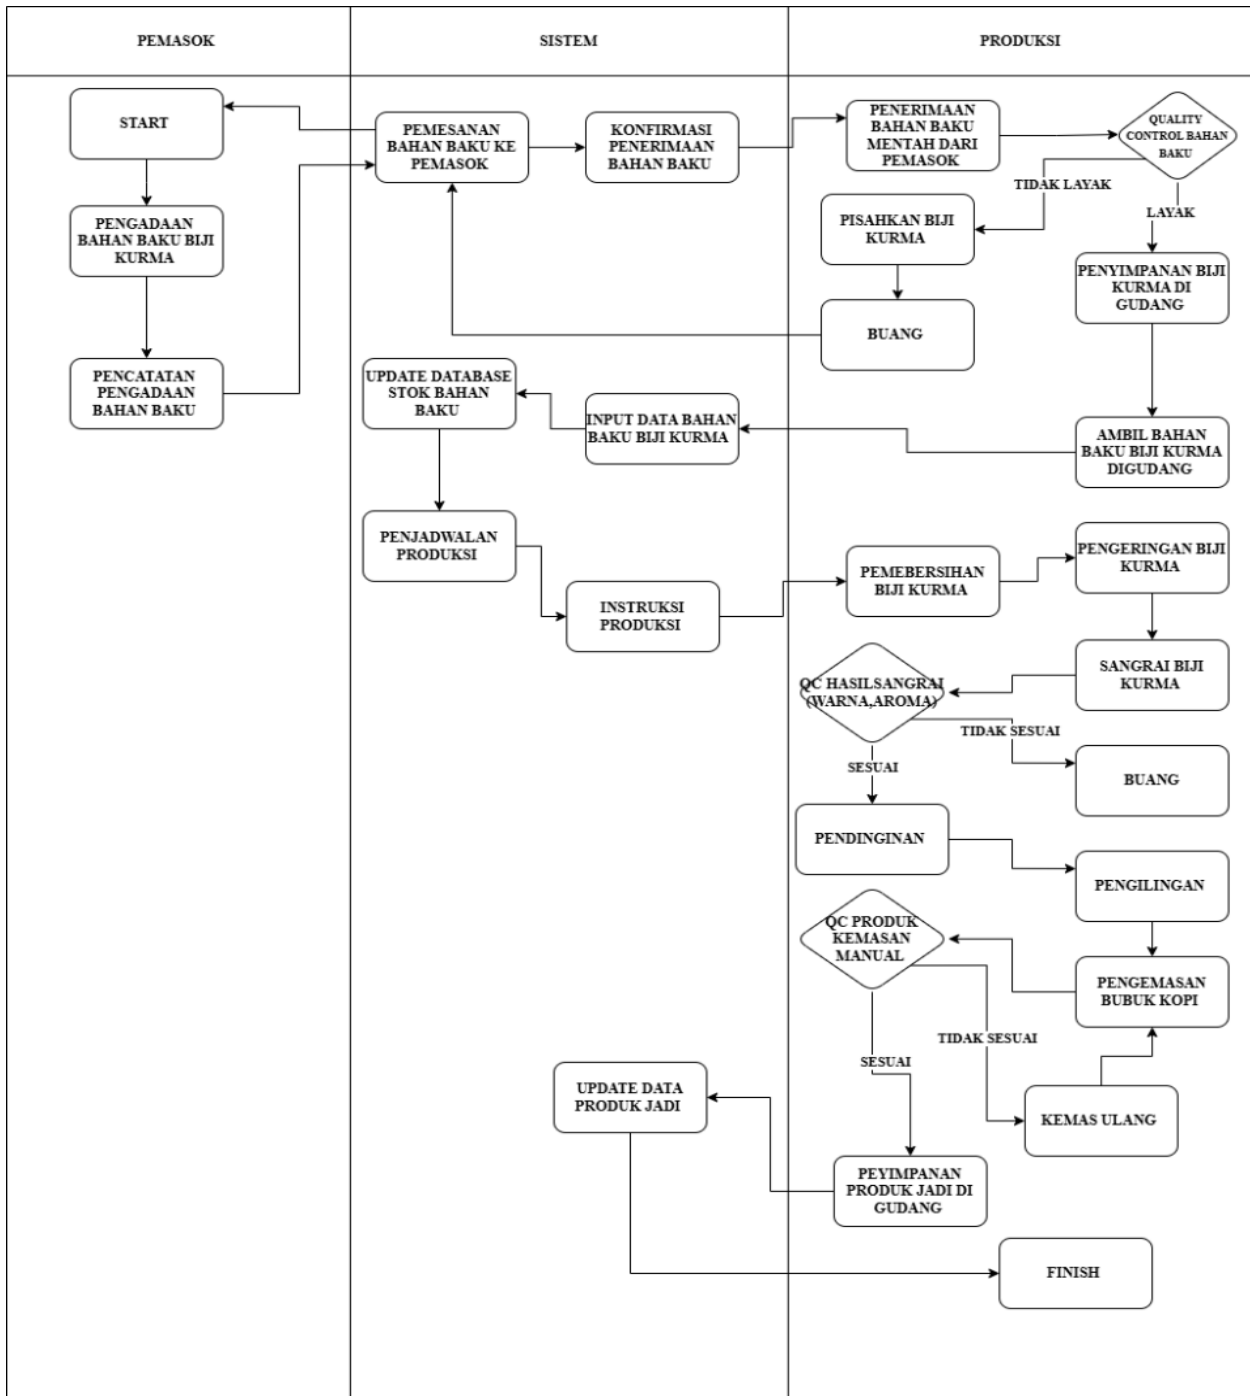 PEMASOK
SISTEM
PRODUKSI
START
PEMESANAN
BAHAN BAKU KE
PEMASOK
KONFIRMASI
PENERIMAAN
BAHAN BAKU
PENERIMAAN
BAHAN BAKU
MENTAH DARI
PEMASOK
QUALITY
CONTROL BAHAN
BAKU
TIDAK LAYAK
LAYAK
PENGADAAN
BAHAN BAKU BIJI
KURMA
PISAHKAN BIJI
KURMA
PENYIMPANAN BIJI
KURMA DI
GUDANG
BUANG
PENCATATAN
PENGADAAN
BAHAN BAKU
UPDATE DATABASE
STOK BAHAN
BAKU
INPUT DATA BAHAN
BAKU BIJI KURMA
AMBIL BAHAN
BAKU BIJI KURMA
DIGUDANG
PENJADWALAN
PRODUKSI
INSTRUKSI
PRODUKSI
PEMEBERSIHAN
BIJI KURMA
PENGERINGAN BIJI
KURMA
SANGRAI BIJI
KURMA
QC HASILSANGRAI
(WARNA,AROMA)
TIDAK SESUAI
SESUAI
BUANG
PENDINGINAN
PENGILINGAN
QC PRODUK
KEMASAN
MANUAL
PENGEMASAN
BUBUK KOPI
TIDAK SESUAI
SESUAI
KEMAS ULANG
UPDATE DATA
PRODUK JADI
PEYIMPANAN
PRODUK JADI DI
GUDANG
FINISH